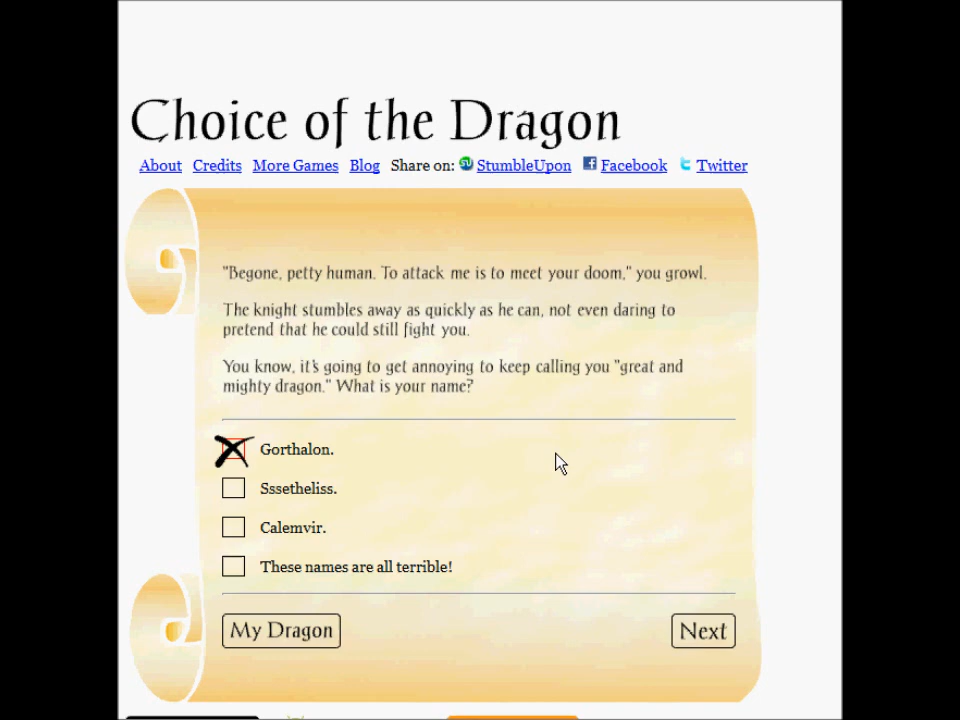 Choice of the Dragon
About Credits More Games Blog Share on: StumbleUpon Facebook Twitter
"Begone, petty human. To attack me is to meet your doom," you growl.
The knight stumbles away as quickly as he can, not even daring to
pretend that he could still fight you.
You know, it's going to get annoying to keep calling you "great and
mighty dragon." What is your name?
Gorthalon.
Sssetheliss.
Calemvir.
These names are all terrible!
My Dragon Next